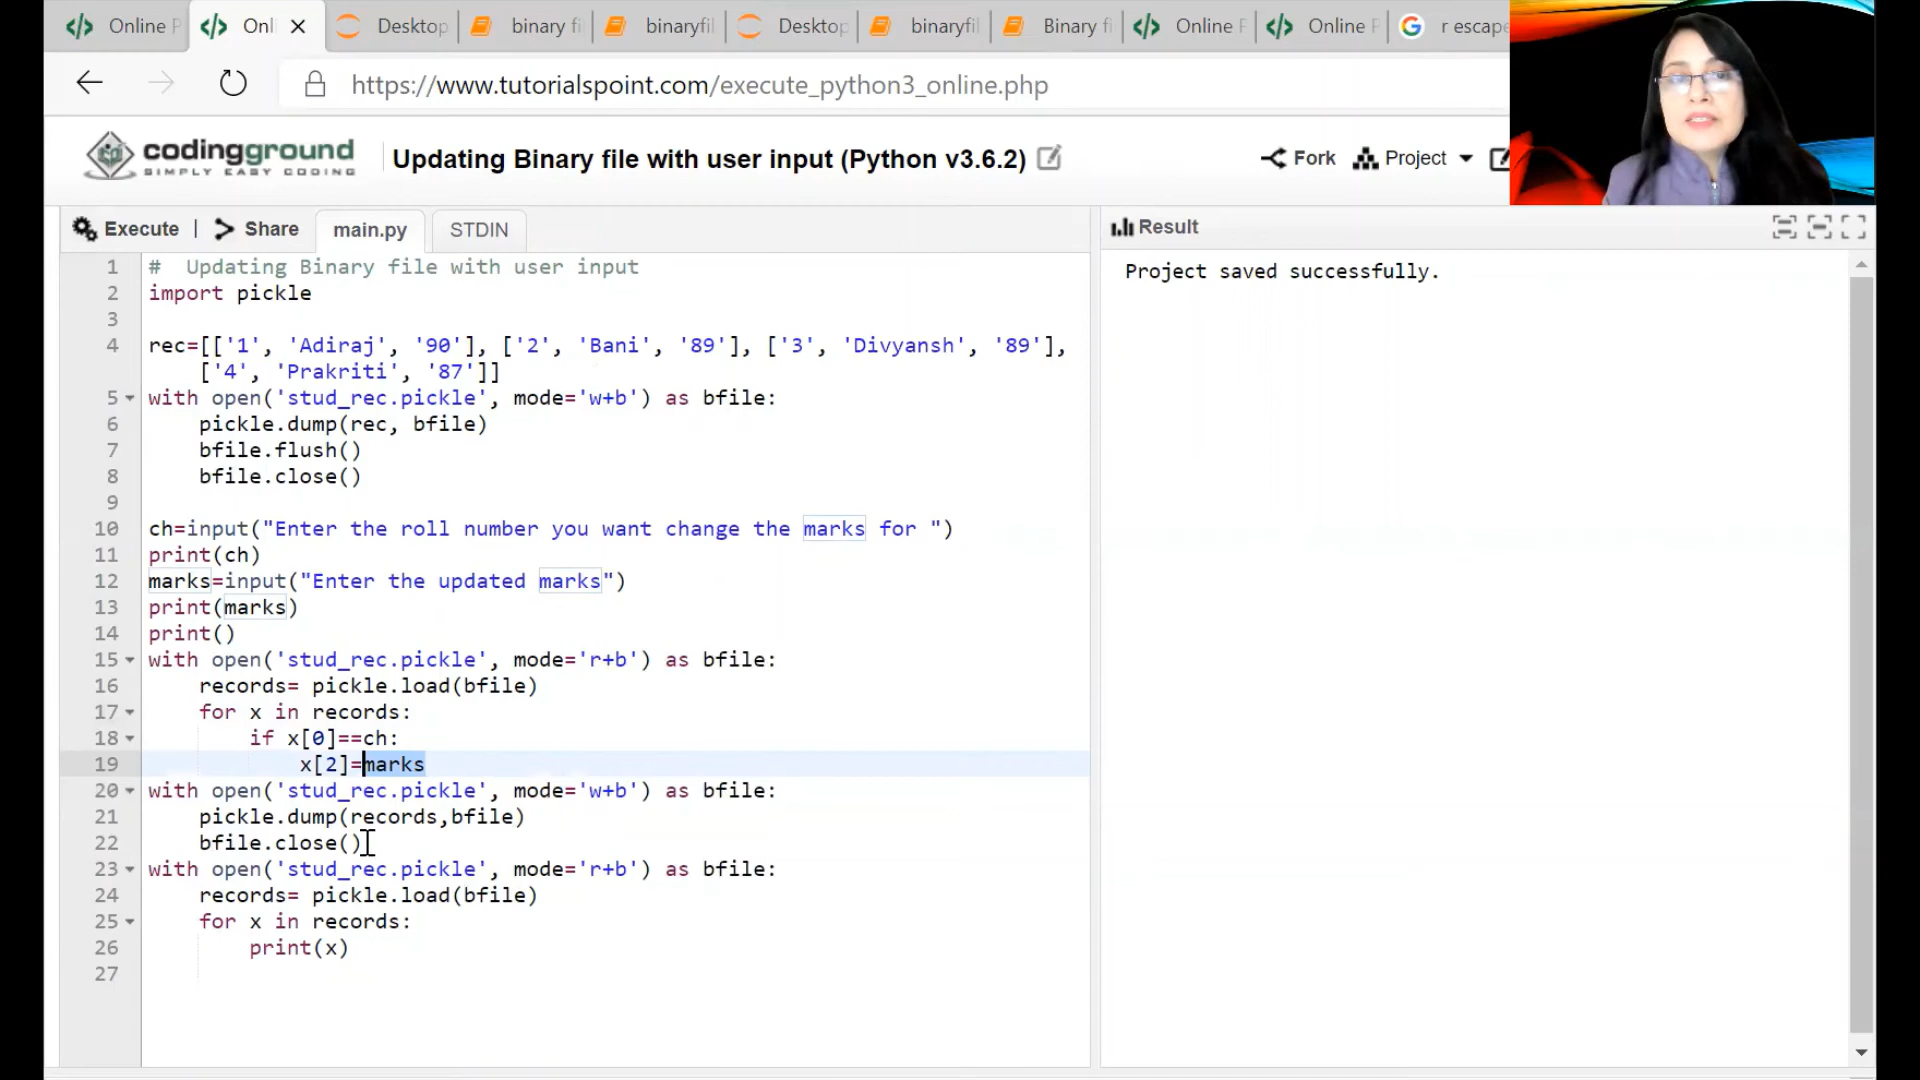 Online P
Onli
Desktop
binary fi
binaryfil
Desktop
binaryfil
Binary fi
Online P
Online P
r escape
https://www.tutorialspoint.com/execute_python3_online.php
codingground
SIMPLY EASY CODING
Updating Binary file with user input (Python v3.6.2)
Fork
Project
Execute | Share main.py STDIN
Result
1 #  Updating Binary file with user input
2 import pickle
3
4 rec=[['1', 'Adiraj', '90'], ['2', 'Bani', '89'], ['3', 'Divyansh', '89'],
['4', 'Prakriti', '87']]
5 with open('stud_rec.pickle', mode='w+b') as bfile:
6 pickle.dump(rec, bfile)
7 bfile.flush()
8 bfile.close()
9
10 ch=input("Enter the roll number you want change the marks for ")
11 print(ch)
12 marks=input("Enter the updated marks")
13 print(marks)
14 print()
15 with open('stud_rec.pickle', mode='r+b') as bfile:
16 records= pickle.load(bfile)
17 for x in records:
18 if x[0]==ch:
19 x[2]=marks
20 with open('stud_rec.pickle', mode='w+b') as bfile:
21 pickle.dump(records,bfile)
22 bfile.close()
23 with open('stud_rec.pickle', mode='r+b') as bfile:
24 records= pickle.load(bfile)
25 for x in records:
26 print(x)
27
Project saved successfully.